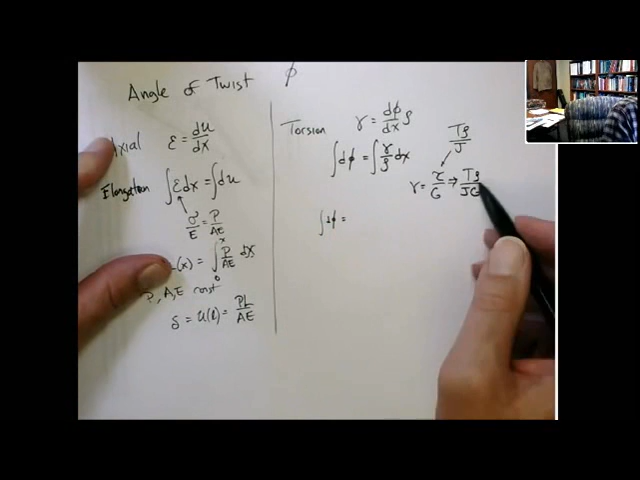 Angle of Twist ϕ
Axial ε = du/dx
Elongation ∫εdx = ∫du
σ/E = P/AE
(x) = ∫₀ˣ P/AE dx
P, A, E const
δ = u(L) = PL/AE
Torsion γ = dϕ/dx ρ
∫dϕ = ∫γ/ρ dx
Tρ/J
γ = τ/G ⇒ Tρ/JG
∫dϕ =